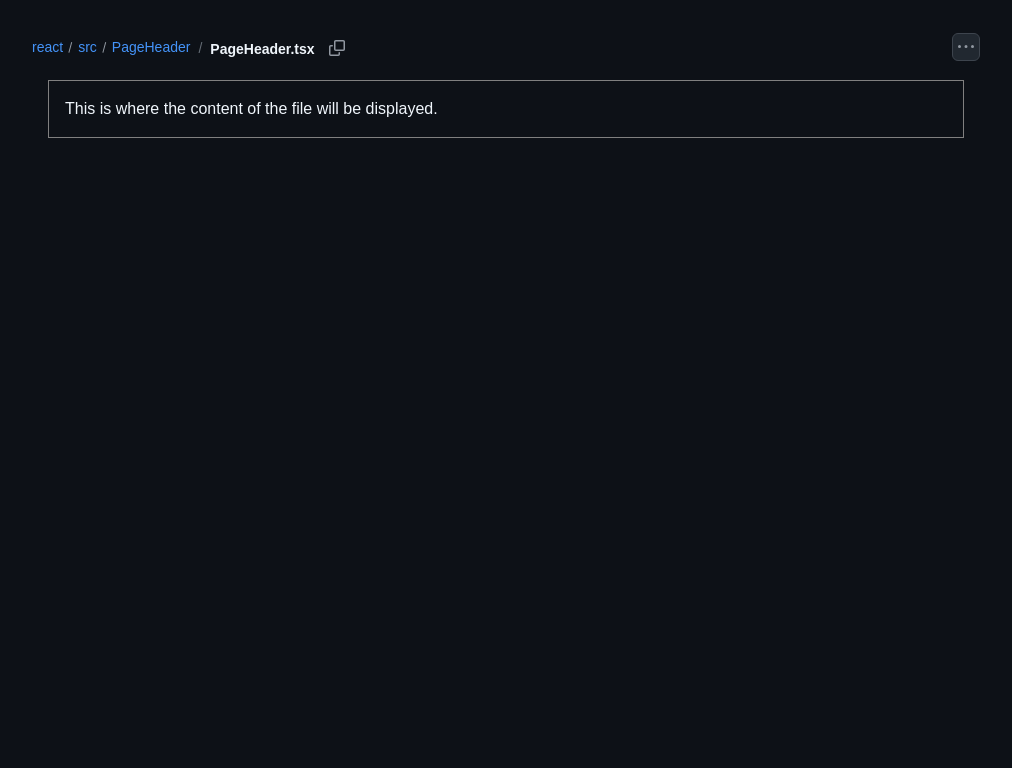 react / src / PageHeader / PageHeader.tsx
This is where the content of the file will be displayed.